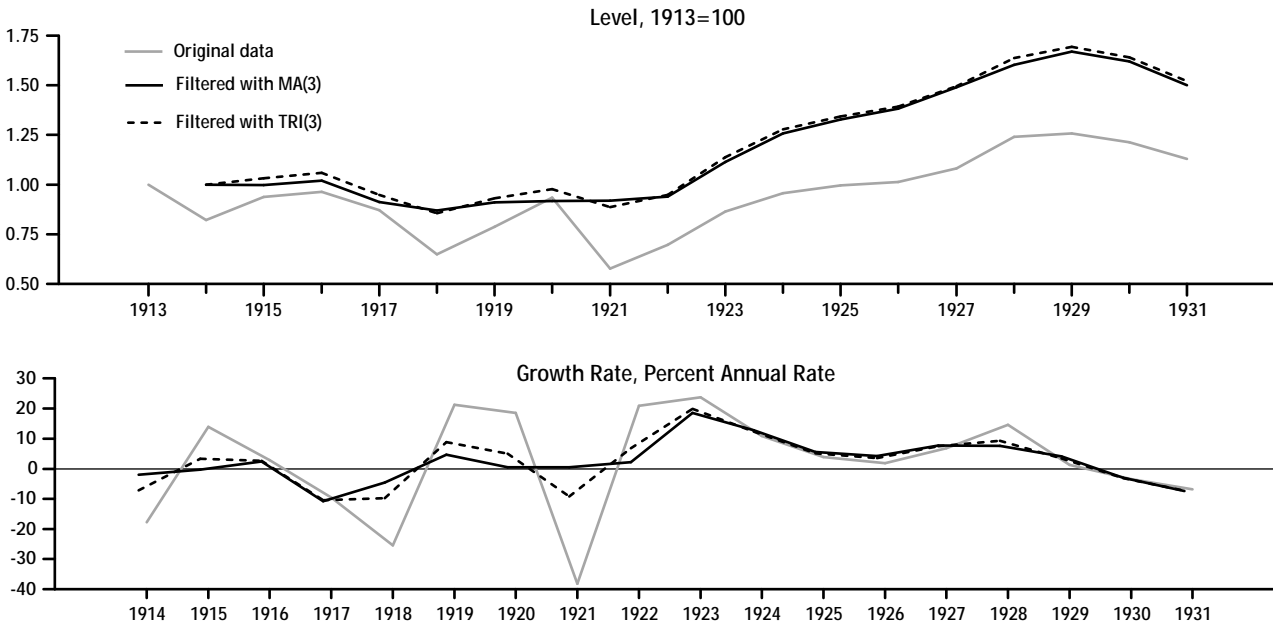 Level, 1913=100
1.75
1.50
1.25
1.00
0.75
0.50
Original data
Filtered with MA(3)
Filtered with TRI(3)
1913 1915 1917 1919 1921 1923 1925 1927 1929 1931
Growth Rate, Percent Annual Rate
30
20
10
0
-10
-20
-30
-40
1914 1915 1916 1917 1918 1919 1920 1921 1922 1923 1924 1925 1926 1927 1928 1929 1930 1931